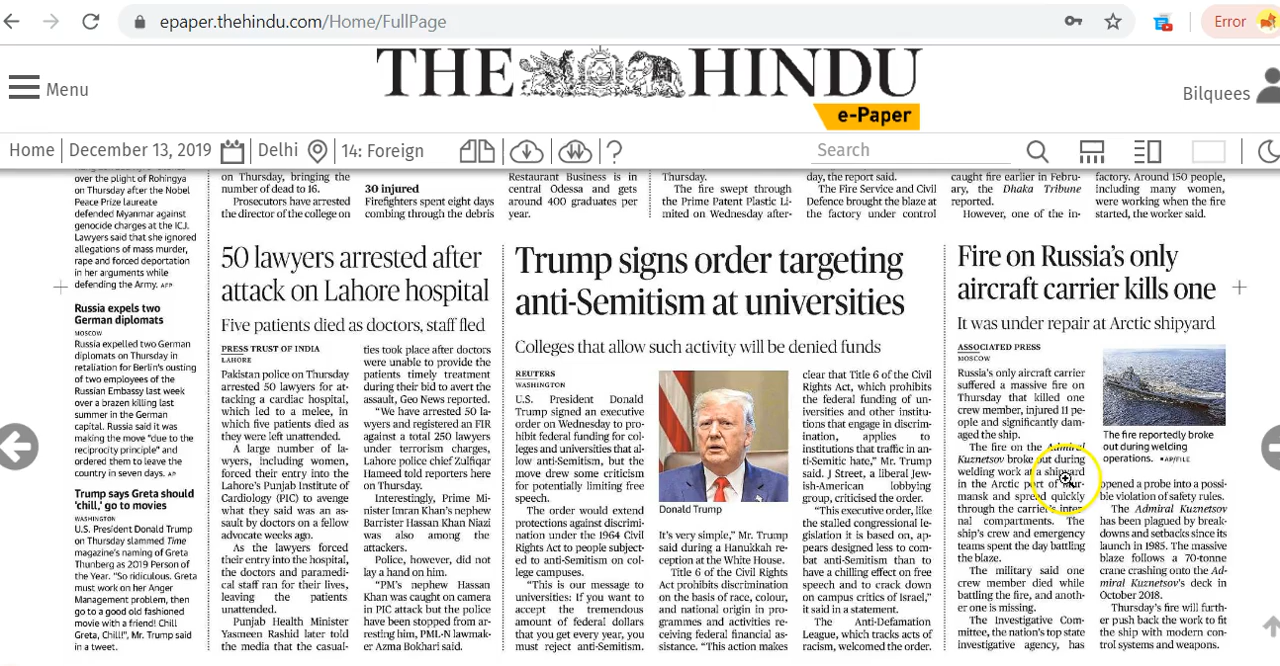 epaper.thehindu.com/Home/FullPage
Error
Menu
THE HINDU
e-Paper
Bilquees
Home
December 13, 2019
Delhi
14: Foreign
?
Search
over the plight of Rohingya
on Thursday after the Nobel
Peace Prize laureate
defended Myanmar against
genocide charges at the ICJ.
Lawyers said that she ignored
allegations of mass murder,
rape and forced deportation
in her arguments while
defending the Army. AFP
Russia expels two
German diplomats
MOSCOW
Russia expelled two German
diplomats on Thursday in
retaliation for Berlin's ousting
of two employees of the
Russian Embassy last week
over a brazen killing last
summer in the German
capital. Russia said it was
making the move "due to the
reciprocity principle" and
ordered them to leave the
country in seven days. AFP
Trump says Greta should
'chill,' go to movies
WASHINGTON
U.S. President Donald Trump
on Thursday slammed Time
magazine's naming of Greta
Thunberg as 2019 Person of
the Year. "So ridiculous. Greta
must work on her Anger
Management problem, then
go to a good old fashioned
movie with a friend! Chill
Greta, Chill!", Mr. Trump said
in a tweet.
on Thursday, bringing the
number of dead to 16.
Prosecutors have arrested
the director of the college on
30 injured
Firefighters spent eight days
combing through the debris
Restaurant Business is in
central Odessa and gets
around 400 graduates per
year.
Thursday.
The fire swept through
the Prime Patent Plastic Li-
mited on Wednesday after-
day, the report said.
The Fire Service and Civil
Defence brought the blaze at
the factory under control
caught fire earlier in Febru-
ary, the Dhaka Tribune
reported.
However, one of the in-
factory. Around 150 people,
including many women,
were working when the fire
started, the worker said.
50 lawyers arrested after
attack on Lahore hospital
Five patients died as doctors, staff fled
PRESS TRUST OF INDIA
LAHORE
Pakistan police on Thursday
arrested 50 lawyers for at-
tacking a cardiac hospital,
which led to a melee, in
which five patients died as
they were left unattended.
A large number of la-
wyers, including women,
forced their entry into the
Lahore's Punjab Institute of
Cardiology (PIC) to avenge
what they said was an as-
sault by doctors on a fellow
advocate weeks ago.
As the lawyers forced
their entry into the hospital,
the doctors and paramedi-
cal staff ran for their lives,
leaving the patients
unattended.
Punjab Health Minister
Yasmeen Rashid later told
the media that the casual-
ties took place after doctors
were unable to provide the
patients timely treatment
during their bid to avert the
assault, Geo News reported.
"We have arrested 50 la-
wyers and registered an FIR
against a total 250 lawyers
under terrorism charges,
Lahore police chief Zulfiqar
Hameed told reporters here
on Thursday.
Interestingly, Prime Mi-
nister Imran Khan's nephew
Barrister Hassan Khan Niazi
was also among the
attackers.
Police, however, did not
lay a hand on him.
"PM's nephew Hassan
Khan was caught on camera
in PIC attack but the police
have been stopped from ar-
resting him, PML-N lawmak-
er Azma Bokhari said.
Trump signs order targeting
anti-Semitism at universities
Colleges that allow such activity will be denied funds
REUTERS
WASHINGTON
U.S. President Donald
Trump signed an executive
order on Wednesday to pro-
hibit federal funding for col-
leges and universities that al-
low anti-Semitism, but the
move drew some criticism
for potentially limiting free
speech.
The order would extend
protections against discrimi-
nation under the 1964 Civil
Rights Act to people subject-
ed to anti-Semitism on col-
lege campuses.
"This is our message to
universities: If you want to
accept the tremendous
amount of federal dollars
that you get every year, you
must reject anti-Semitism.
Donald Trump
It's very simple," Mr. Trump
said during a Hanukkah re-
ception at the White House.
Title 6 of the Civil Rights
Act prohibits discrimination
on the basis of race, colour,
and national origin in pro-
grammes and activities re-
ceiving federal financial as-
sistance. "This action makes
clear that Title 6 of the Civil
Rights Act, which prohibits
the federal funding of uni-
versities and other institu-
tions that engage in discrim-
ination, applies to
institutions that traffic in an-
ti-Semitic hate," Mr. Trump
said. J Street, a liberal Jew-
ish-American lobbying
group, criticised the order.
"This executive order, like
the stalled congressional le-
gislation it is based on, ap-
pears designed less to com-
bat anti-Semitism than to
have a chilling effect on free
speech and to crack down
on campus critics of Israel,"
it said in a statement.
The Anti-Defamation
League, which tracks acts of
racism, welcomed the order.
Fire on Russia's only
aircraft carrier kills one
It was under repair at Arctic shipyard
ASSOCIATED PRESS
MOSCOW
Russia's only aircraft carrier
suffered a massive fire on
Thursday that killed one
crew member, injured 11 pe-
ople and significantly dam-
aged the ship.
The fire on the Admiral
Kuznetsov broke out during
welding work at a shipyard
in the Arctic port of Mur-
mansk and spread quickly
through the carrier's inter-
nal compartments. The
ship's crew and emergency
teams spent the day battling
the blaze.
The military said one
crew member died while
battling the fire, and anoth-
er one is missing.
The Investigative Com-
mittee, the nation's top state
investigative agency, has
The fire reportedly broke
out during welding
operations. ●AP/FILE
opened a probe into a possi-
ble violation of safety rules.
The Admiral Kuznetsov
has been plagued by break-
downs and setbacks since its
launch in 1985. The massive
blaze follows a 70-tonne
crane crashing onto the Ad-
miral Kuznetsov's deck in
October 2018.
Thursday's fire will furth-
er push back the work to fit
the ship with modern con-
trol systems and weapons.